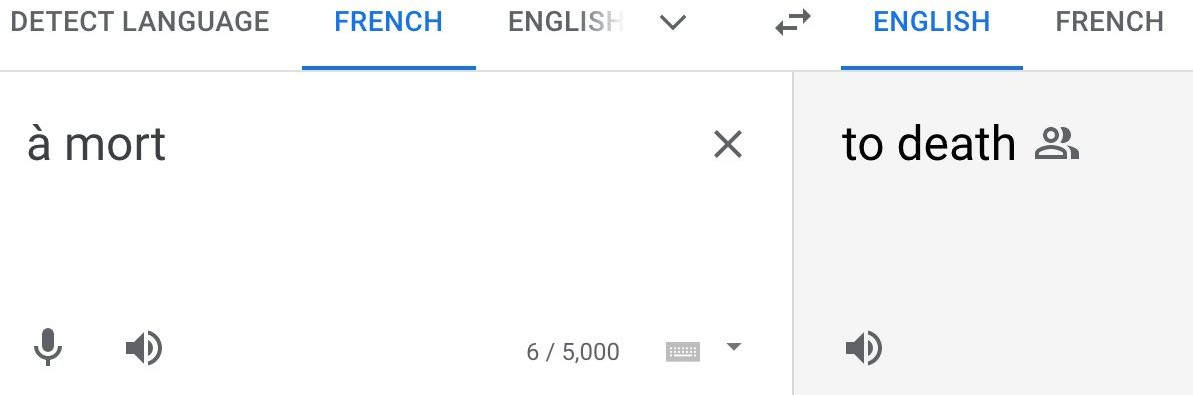 DETECT LANGUAGE FRENCH ENGLISH ENGLISH FRENCH
à mort
to death
6 / 5,000